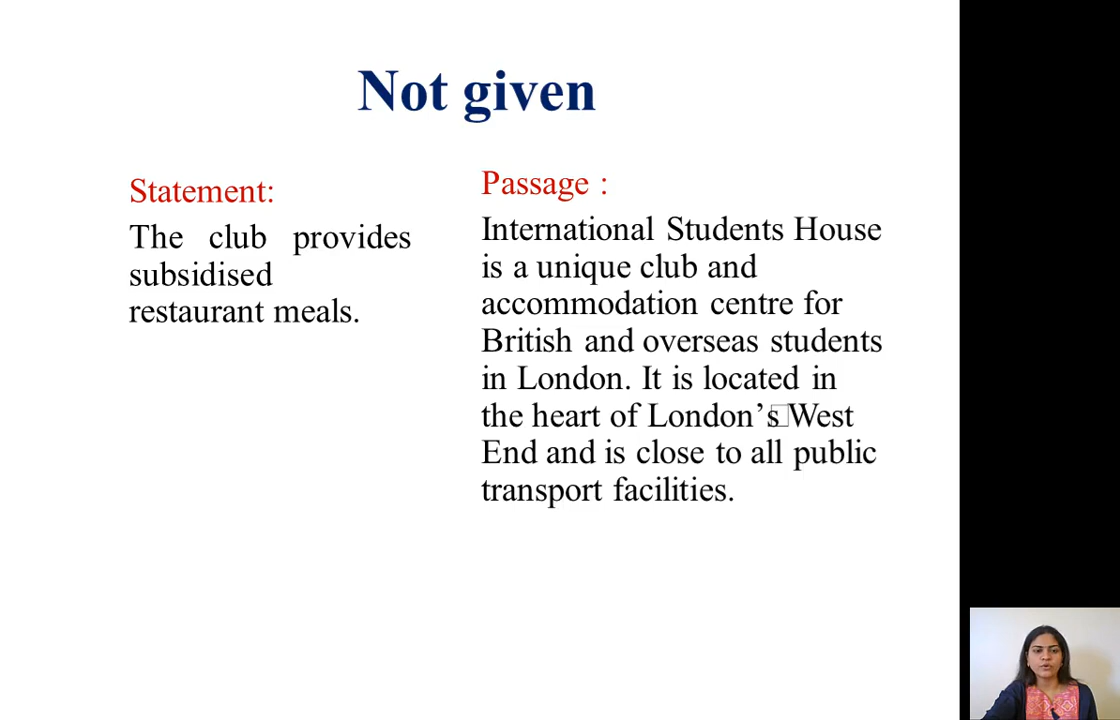 Not given
Statement:
The club provides
subsidised
restaurant meals.
Passage :
International Students House
is a unique club and
accommodation centre for
British and overseas students
in London. It is located in
the heart of London’s West
End and is close to all public
transport facilities.